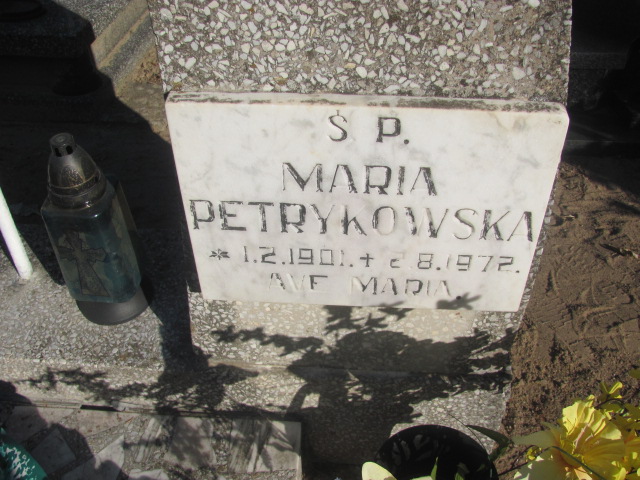 Ś P.
MARIA
PETRYKOWSKA
* 1.2.1901. + 2 8.1972.
AVE MARIA.